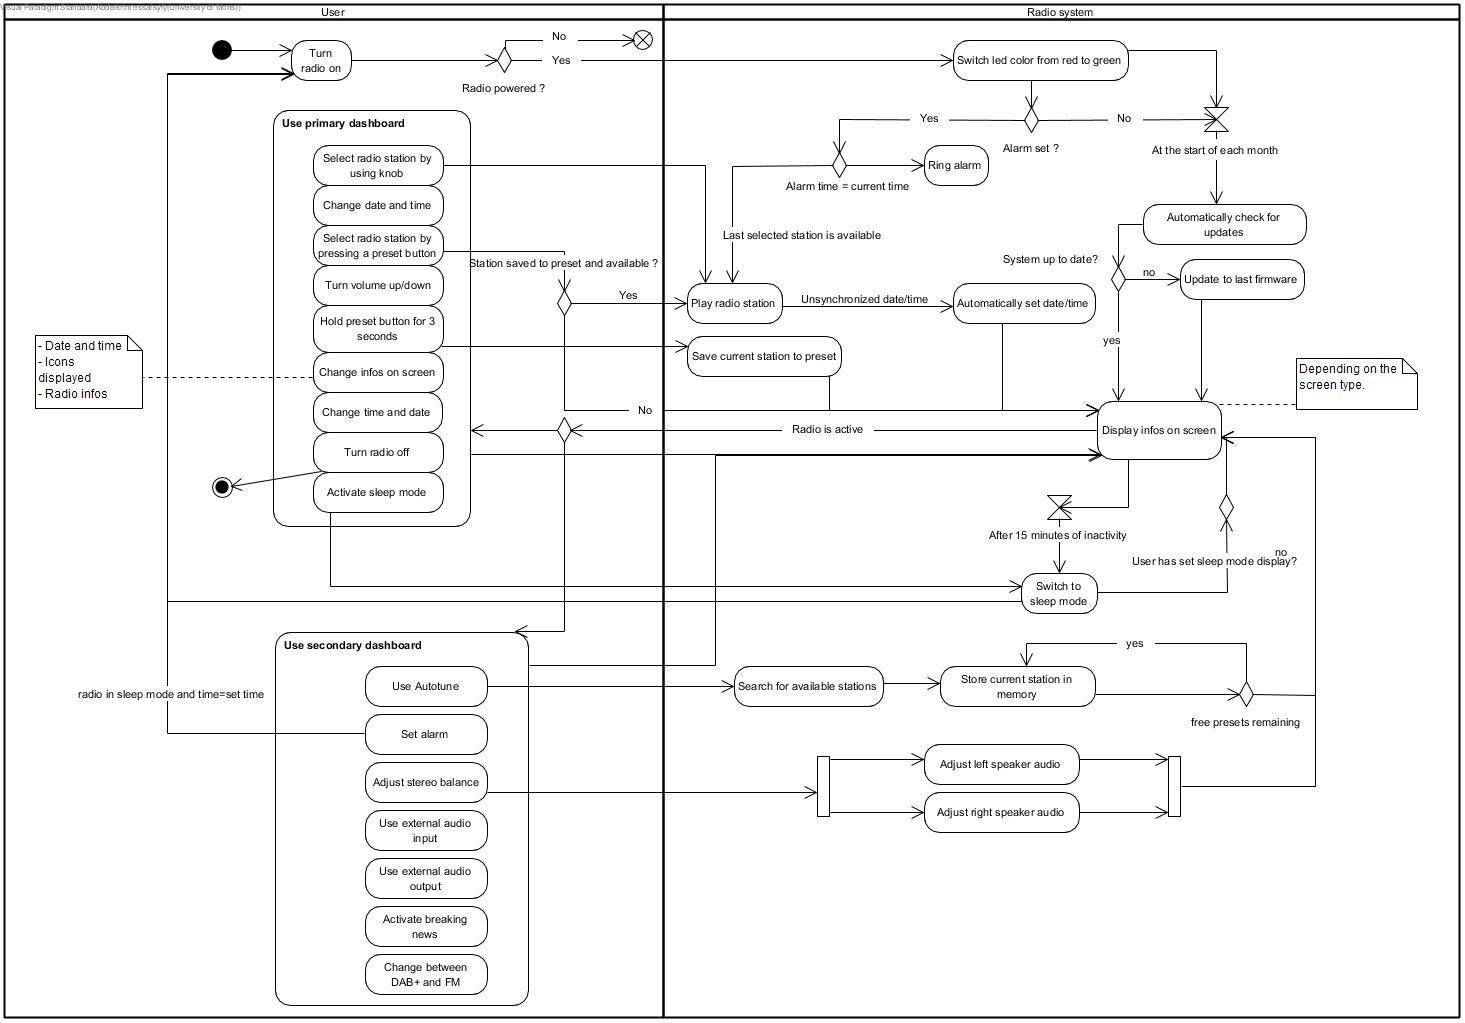 Visual Paradigm Standard(Abdelkrim essarsyly(University of Mons))
User
Radio system
Turn
radio on
No
Yes
Radio powered ?
Switch led color from red to green
Yes
No
Alarm set ?
At the start of each month
Ring alarm
Alarm time = current time
Automatically check for
updates
Last selected station is available
System up to date?
no
Update to last firmware
yes
Use primary dashboard
Select radio station by
using knob
Change date and time
Select radio station by
pressing a preset button
Station saved to preset and available ?
Turn volume up/down
Yes
Play radio station
Unsynchronized date/time
Automatically set date/time
Hold preset button for 3
seconds
Save current station to preset
- Date and time
- Icons
displayed
- Radio infos
Change infos on screen
Depending on the
screen type.
Change time and date
No
Radio is active
Display infos on screen
Turn radio off
Activate sleep mode
After 15 minutes of inactivity
no
User has set sleep mode display?
Switch to
sleep mode
Use secondary dashboard
yes
Use Autotune
Search for available stations
Store current station in
memory
radio in sleep mode and time=set time
free presets remaining
Set alarm
Adjust stereo balance
Adjust left speaker audio
Adjust right speaker audio
Use external audio
input
Use external audio
output
Activate breaking
news
Change between
DAB+ and FM